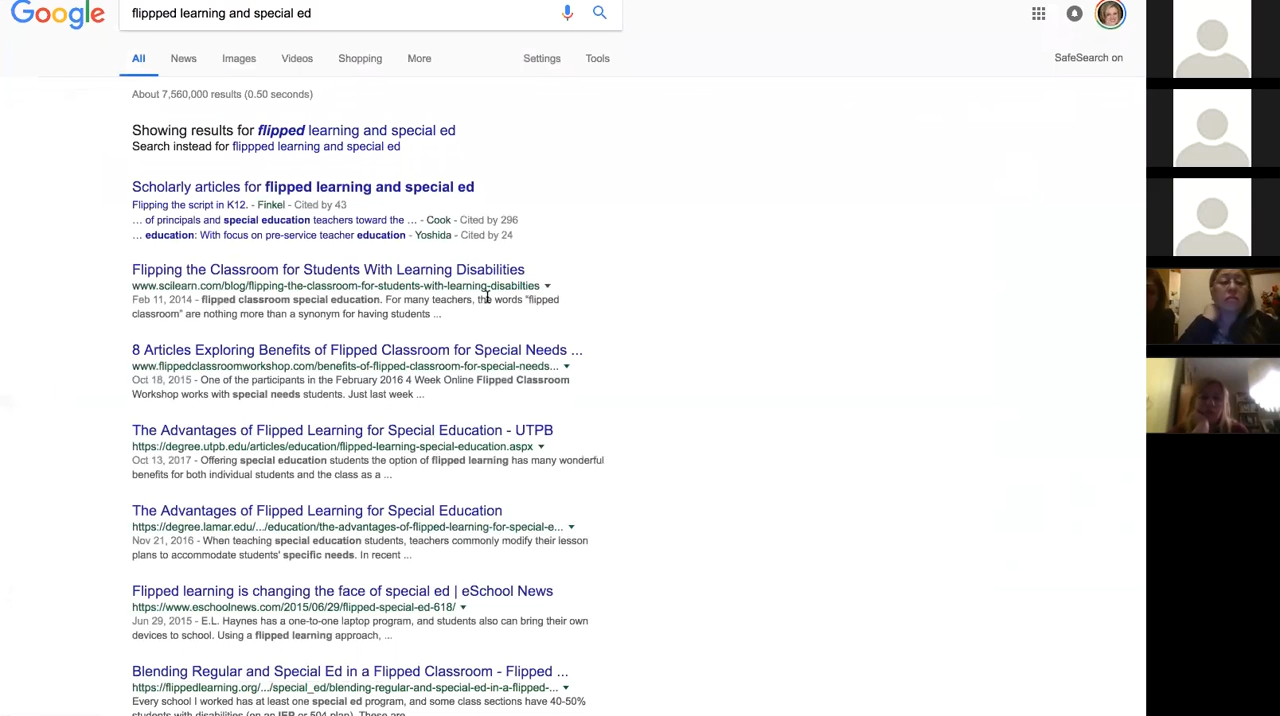 Google
flippped learning and special ed
All News Images Videos Shopping More Settings Tools
SafeSearch on
About 7,560,000 results (0.50 seconds)
Showing results for flipped learning and special ed
Search instead for flippped learning and special ed
Scholarly articles for flipped learning and special ed
Flipping the script in K12. - Finkel - Cited by 43
... of principals and special education teachers toward the ... - Cook - Cited by 296
... education: With focus on pre-service teacher education - Yoshida - Cited by 24
Flipping the Classroom for Students With Learning Disabilities
www.scilearn.com/blog/flipping-the-classroom-for-students-with-learning-disabilties
Feb 11, 2014 - flipped classroom special education. For many teachers, the words "flipped
classroom" are nothing more than a synonym for having students ...
8 Articles Exploring Benefits of Flipped Classroom for Special Needs ...
www.flippedclassroomworkshop.com/benefits-of-flipped-classroom-for-special-needs...
Oct 18, 2015 - One of the participants in the February 2016 4 Week Online Flipped Classroom
Workshop works with special needs students. Just last week ...
The Advantages of Flipped Learning for Special Education - UTPB
https://degree.utpb.edu/articles/education/flipped-learning-special-education.aspx
Oct 13, 2017 - Offering special education students the option of flipped learning has many wonderful
benefits for both individual students and the class as a ...
The Advantages of Flipped Learning for Special Education
https://degree.lamar.edu/.../education/the-advantages-of-flipped-learning-for-special-e...
Nov 21, 2016 - When teaching special education students, teachers commonly modify their lesson
plans to accommodate students' specific needs. In recent ...
Flipped learning is changing the face of special ed | eSchool News
https://www.eschoolnews.com/2015/06/29/flipped-special-ed-618/
Jun 29, 2015 - E.L. Haynes has a one-to-one laptop program, and students also can bring their own
devices to school. Using a flipped learning approach, ...
Blending Regular and Special Ed in a Flipped Classroom - Flipped ...
https://flippedlearning.org/.../special_ed/blending-regular-and-special-ed-in-a-flipped-...
Every school I worked has at least one special ed program, and some class sections have 40-50%
students with disabilities (on an IEP or 504 plan). These are